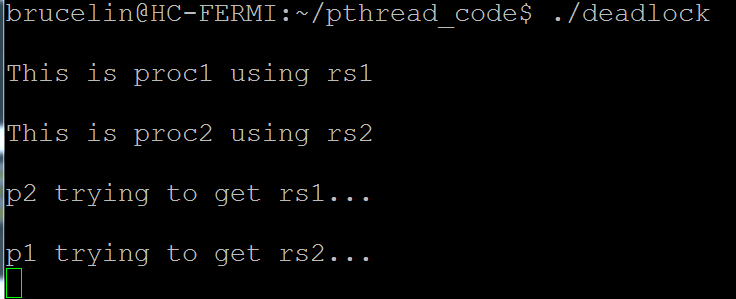 brucelin@HC-FERMI:~/pthread_code$ ./deadlock
This is proc1 using rs1
This is proc2 using rs2
p2 trying to get rs1...
p1 trying to get rs2...